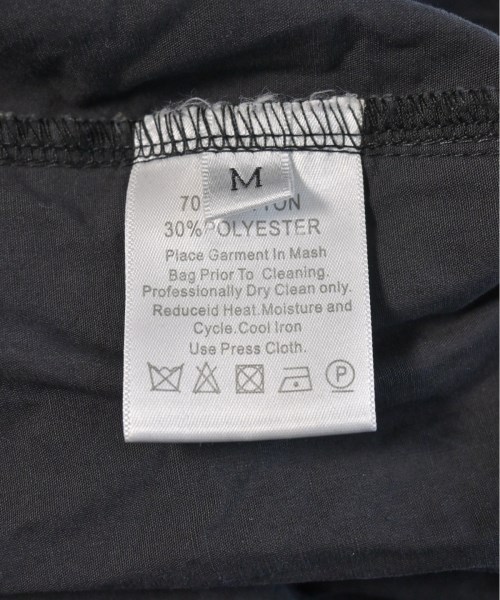 M
70
30%POLYESTER
Place Garment In Mash
Bag Prior To Cleaning.
Professionally Dry Clean only.
Reduceid Heat.Moisture and
Cycle.Cool Iron
Use Press Cloth.
P